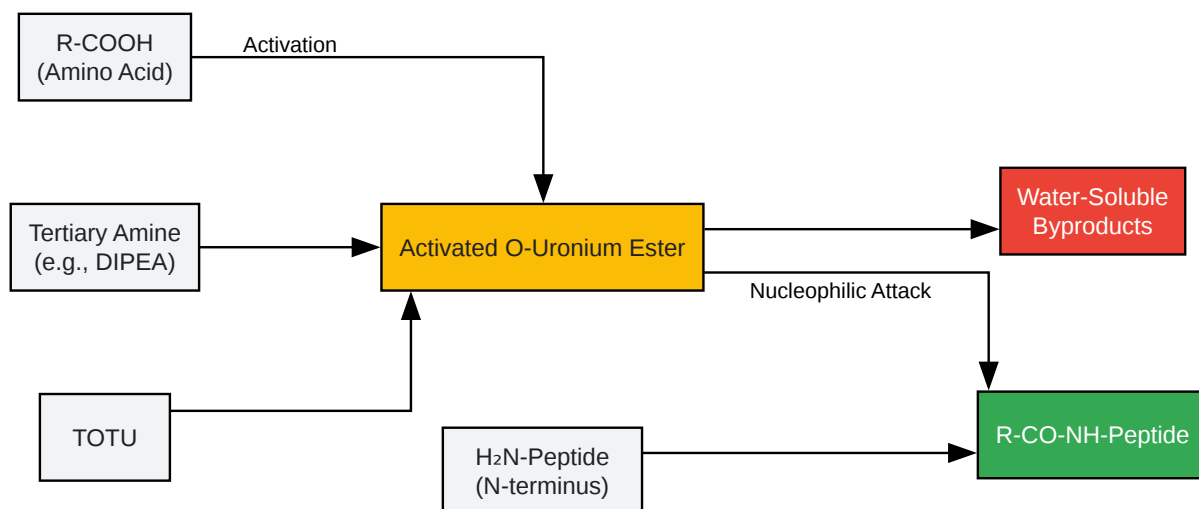 R-COOH
(Amino Acid)
Activation
Tertiary Amine
(e.g., DIPEA)
Activated O-Uronium Ester
Water-Soluble
Byproducts
Nucleophilic Attack
TOTU
H₂N-Peptide
(N-terminus)
R-CO-NH-Peptide